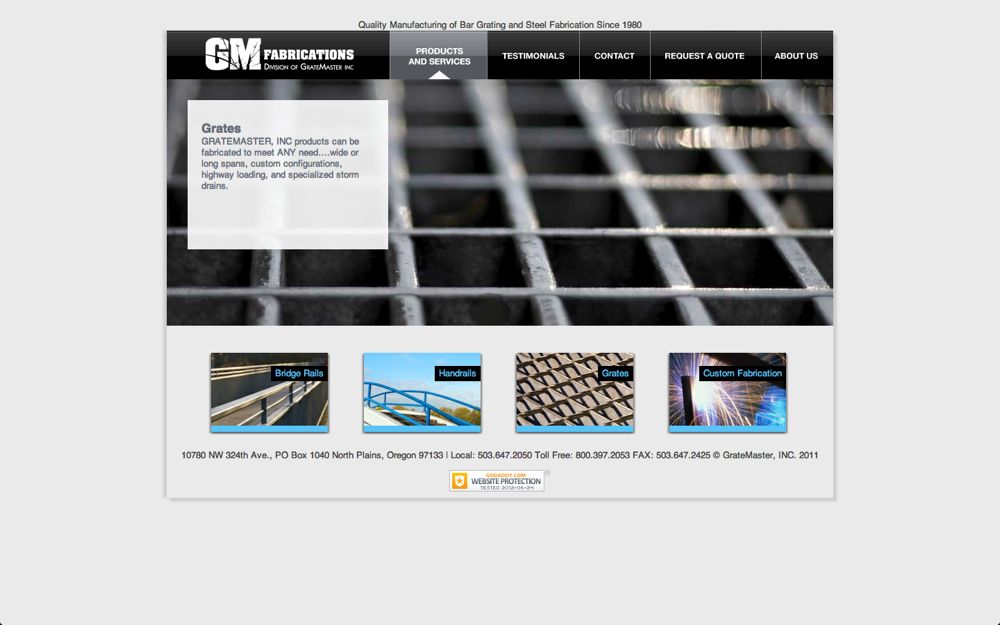 Quality Manufacturing of Bar Grating and Steel Fabrication Since 1980
GM FABRICATIONS
DIVISION OF GRATEMASTER INC
PRODUCTS
AND SERVICES
TESTIMONIALS
CONTACT
REQUEST A QUOTE
ABOUT US
Grates
GRATEMASTER, INC products can be
fabricated to meet ANY need....wide or
long spans, custom configurations,
highway loading, and specialized storm
drains.
Bridge Rails
Handrails
Grates
Custom Fabrication
10780 NW 324th Ave., PO Box 1040 North Plains, Oregon 97133 | Local: 503.647.2050 Toll Free: 800.397.2053 FAX: 503.647.2425 © GrateMaster, INC. 2011
GODADDY.COM
WEBSITE PROTECTION
TESTED 2012-06-24